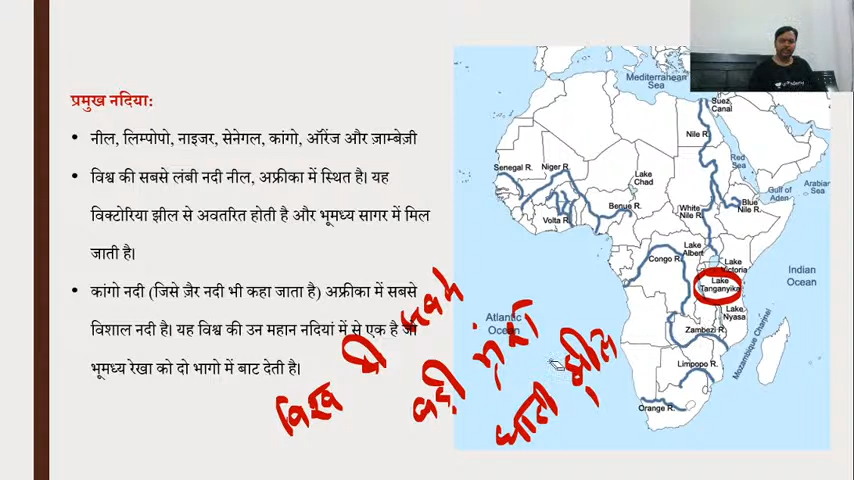 प्रमुख नदिया:
• नील, लिम्पोपो, नाइजर, सेनेगल, कांगो, ऑरेंज और ज़ाम्बेज़ी
• विश्व की सबसे लंबी नदी नील, अफ्रीका में स्थित है। यह
विक्टोरिया झील से अवतरित होती है और भूमध्य सागर में मिल
जाती है।
• कांगो नदी (जिसे ज़ैर नदी भी कहा जाता है) अफ्रीका में सबसे
विशाल नदी है। यह विश्व की उन महान नदियां में से एक है जो
भूमध्य रेखा को दो भागो में बाट देती है।
Mediterranean
Sea
Suez
Canal
Nile R.
Red
Sea
Arabian
Sea
Gulf of
Aden
Senegal R.
Niger R.
Lake
Chad
Benue R.
Volta R.
White
Nile R.
Blue
Nile R.
Lake
Albert
Congo R.
Lake
Victoria
Lake
Tanganyika
Indian
Ocean
Lake
Nyasa
Atlantic
Ocean
Zambezi R.
Mozambique Channel
Limpopo R.
Orange R.
विश्व की सबसे
बड़ी
झील